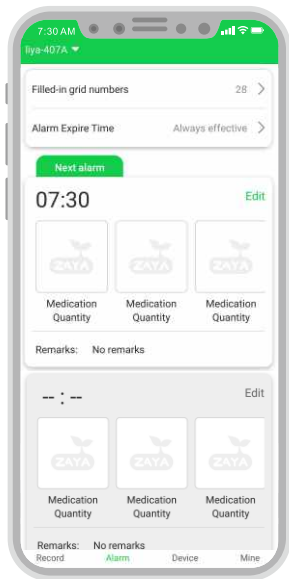 7:30 AM
liya-407A
Filled-in grid numbers 28
Alarm Expire Time Always effective
Next alarm
07:30 Edit
ZAYA ZAYA ZAYA
Medication Medication Medication
Quantity Quantity Quantity
Remarks: No remarks
-- : -- Edit
ZAYA ZAYA ZAYA
Medication Medication Medication
Quantity Quantity Quantity
Remarks: No remarks
Record Alarm Device Mine